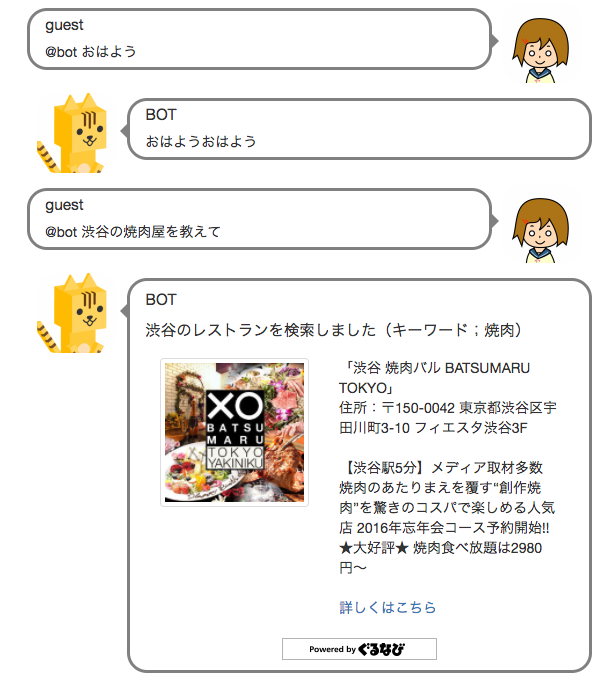 guest
@bot おはよう
BOT
おはようおはよう
guest
@bot 渋谷の焼肉屋を教えて
BOT
渋谷のレストランを検索しました（キーワード；焼肉）
XO
BATSU
MARU
TOKYO
YAKINIKU
「渋谷 焼肉バル BATSUMARU
TOKYO」
住所：〒150-0042 東京都渋谷区宇
田川町3-10 フィエスタ渋谷3F
【渋谷駅5分】メディア取材多数
焼肉のあたりまえを覆す“創作焼
肉”を驚きのコスパで楽しめる人気
店 2016年忘年会コース予約開始!!
★大好評★ 焼肉食べ放題は2980
円～
詳しくはこちら
Powered by ぐるなび